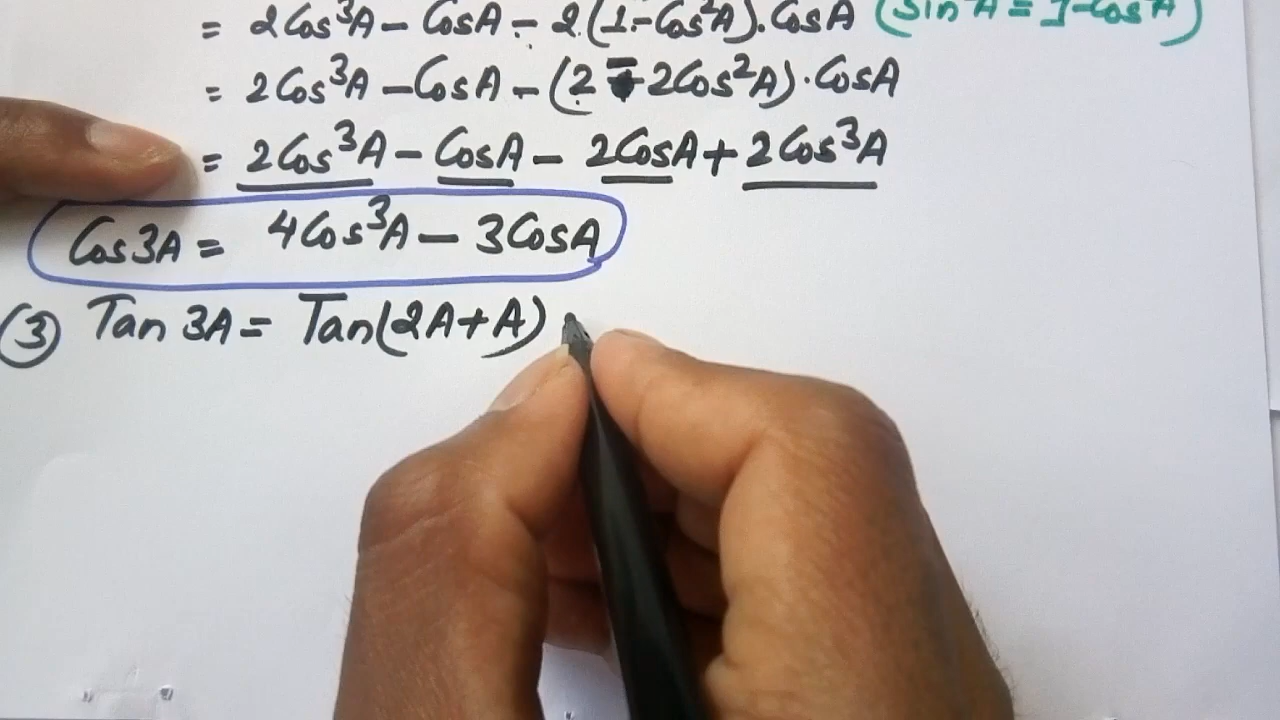 = 2Cos³A - CosA - 2.(1-Cos²A).CosA (Sin²A = 1-Cos²A)
= 2Cos³A - CosA - (2 - 2Cos²A).CosA
= 2Cos³A - CosA - 2CosA + 2Cos³A
Cos3A = 4Cos³A - 3CosA
(3) Tan 3A = Tan(2A+A)